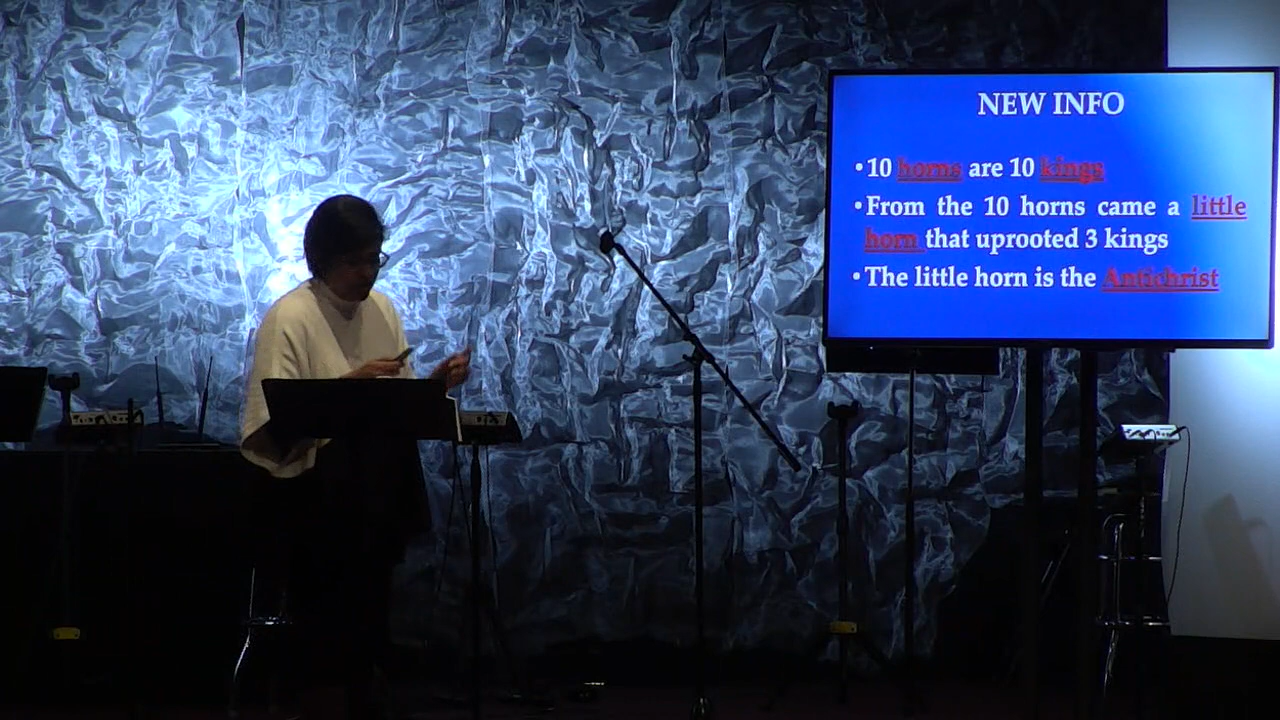 NEW INFO
•10 horns are 10 kings
•From the 10 horns came a little
horn that uprooted 3 kings
•The little horn is the Antichrist